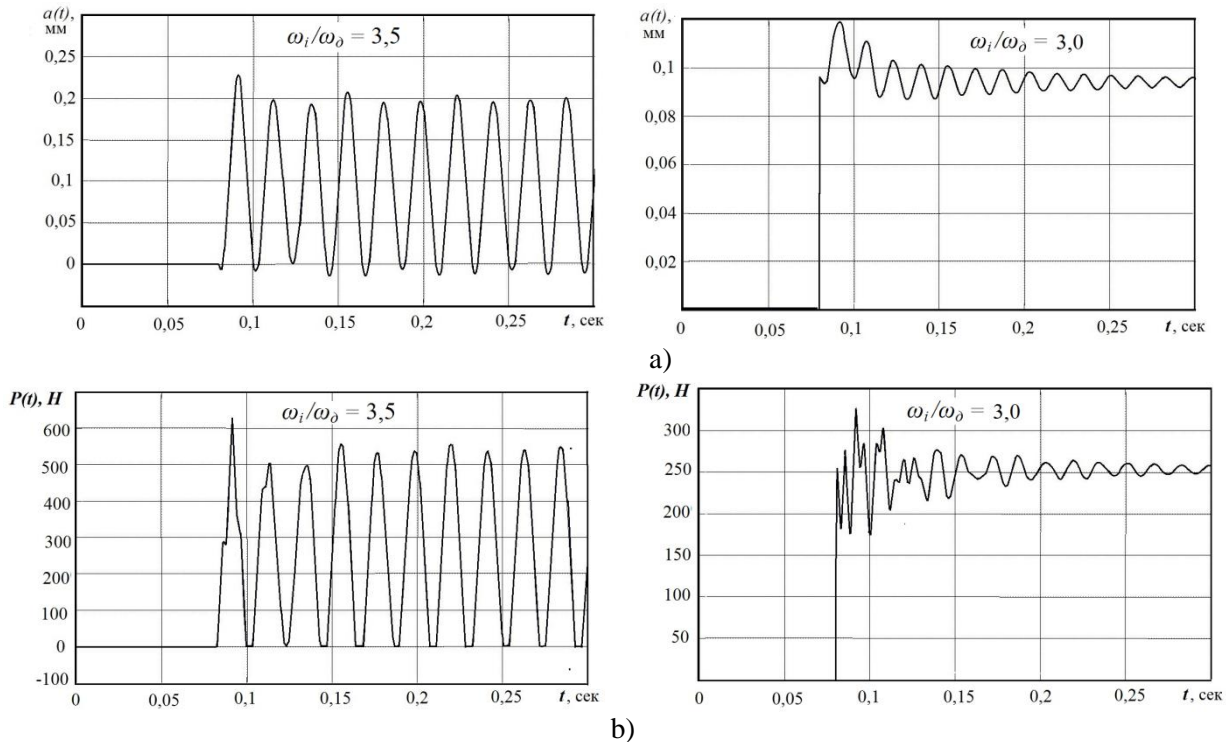 a(t),
мм
ω_i/ω_д = 3,5
0,25
0,2
0,15
0,1
0,05
0
0 0,05 0,1 0,15 0,2 0,25 t, сек
a(t),
мм
ω_i/ω_д = 3,0
0,1
0,08
0,06
0,04
0,02
0 0,05 0,1 0,15 0,2 0,25 t, сек
a)
P(t), H
ω_i/ω_д = 3,5
600
500
400
300
200
100
0
-100
0 0,05 0,1 0,15 0,2 0,25 t, сек
P(t), H
ω_i/ω_д = 3,0
300
250
200
150
100
50
0 0,05 0,1 0,15 0,2 0,25 t, сек
b)